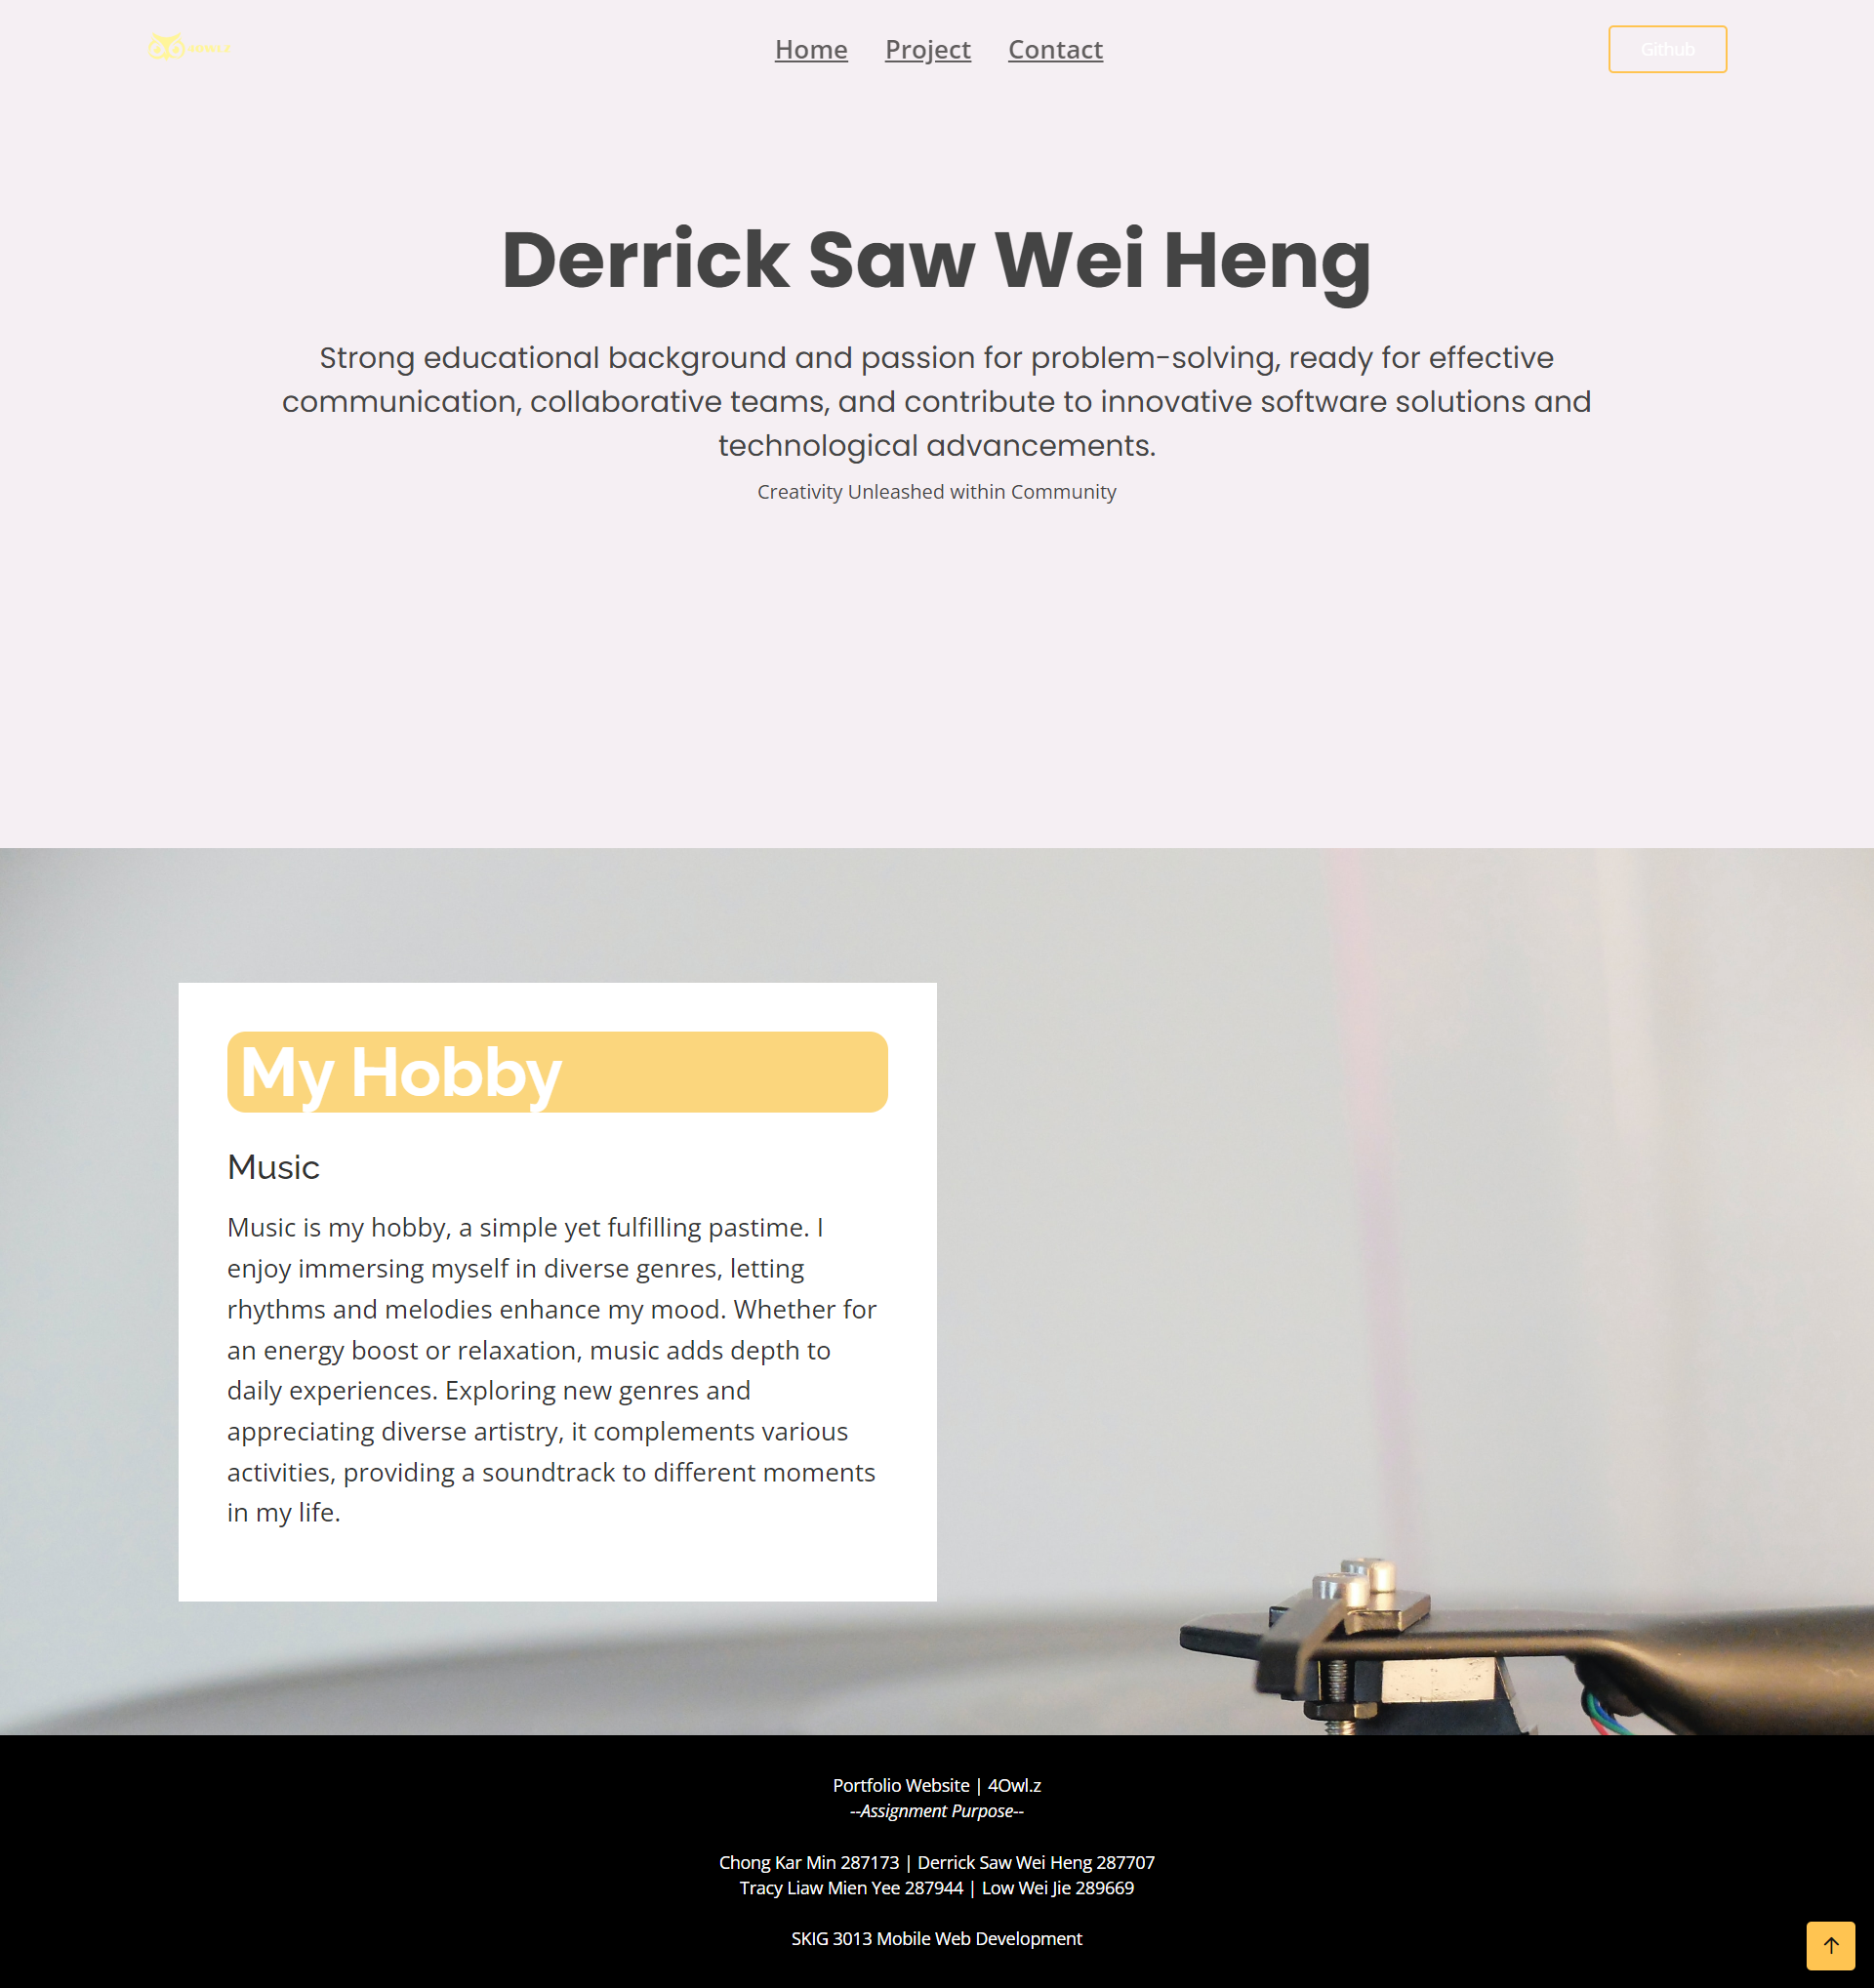 Home Project Contact
Github
Derrick Saw Wei Heng
Strong educational background and passion for problem-solving, ready for effective
communication, collaborative teams, and contribute to innovative software solutions and
technological advancements.
Creativity Unleashed within Community
My Hobby
Music
Music is my hobby, a simple yet fulfilling pastime. I
enjoy immersing myself in diverse genres, letting
rhythms and melodies enhance my mood. Whether for
an energy boost or relaxation, music adds depth to
daily experiences. Exploring new genres and
appreciating diverse artistry, it complements various
activities, providing a soundtrack to different moments
in my life.
Portfolio Website | 4Owl.z
--Assignment Purpose--
Chong Kar Min 287173 | Derrick Saw Wei Heng 287707
Tracy Liaw Mien Yee 287944 | Low Wei Jie 289669
SKIG 3013 Mobile Web Development